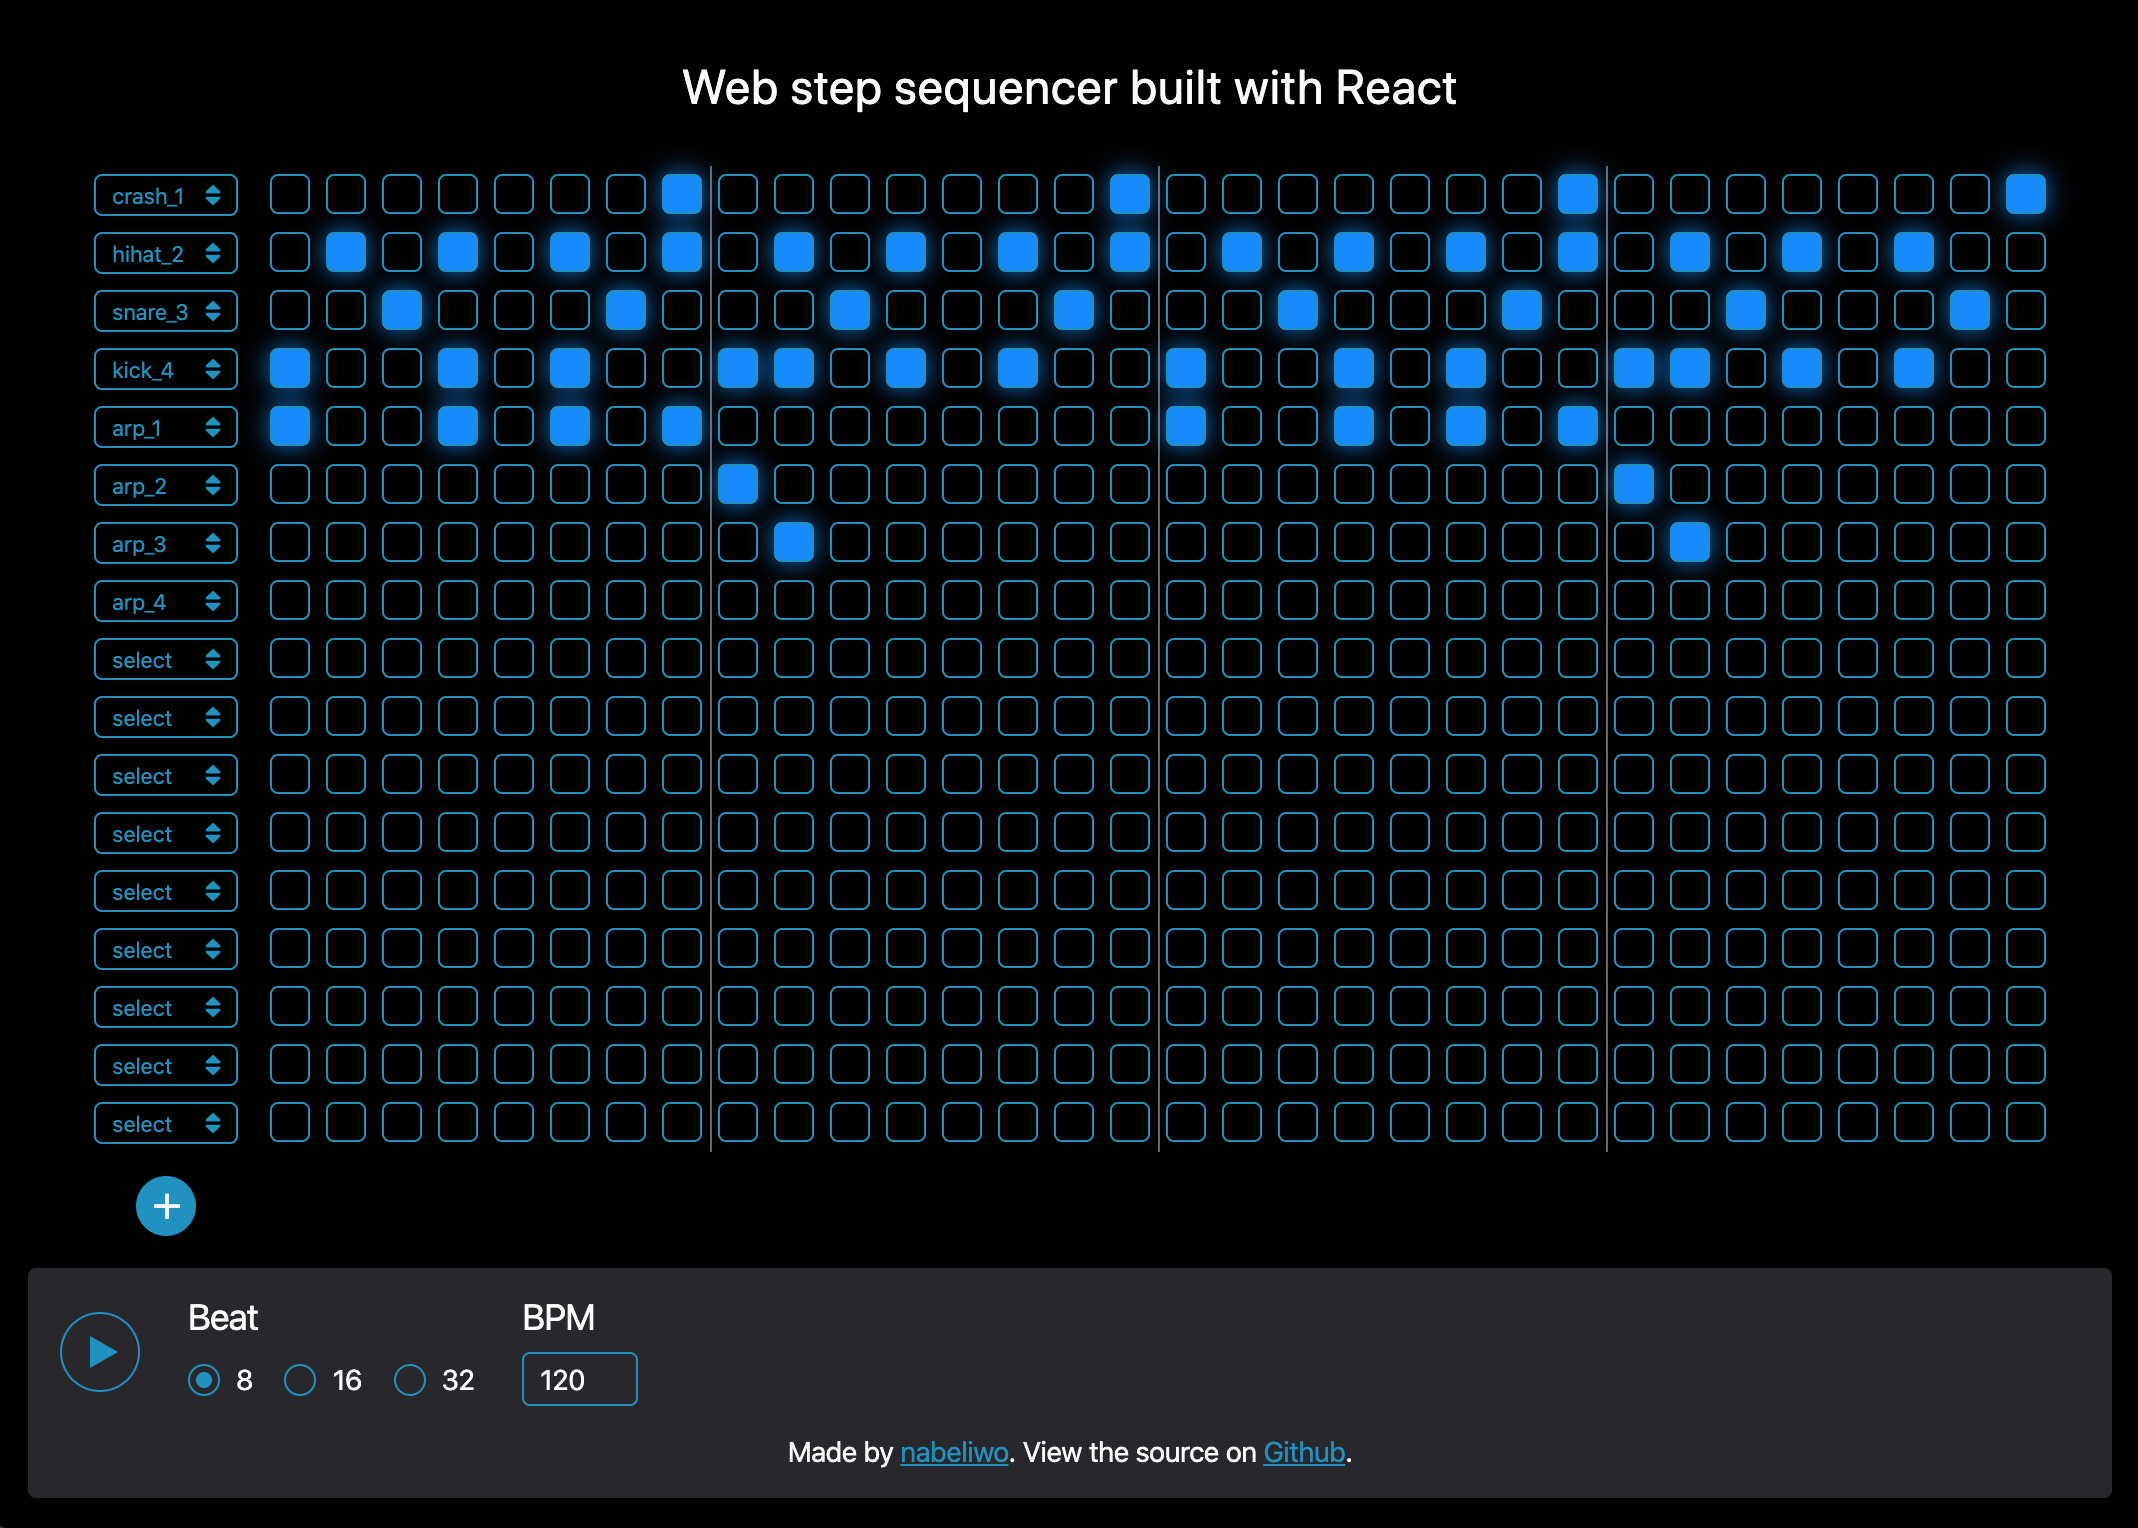 Web step sequencer built with React
crash_1
hihat_2
snare_3
kick_4
arp_1
arp_2
arp_3
arp_4
select
select
select
select
select
select
select
select
select
Beat
BPM
8 16 32
120
Made by nabeliwo. View the source on Github.